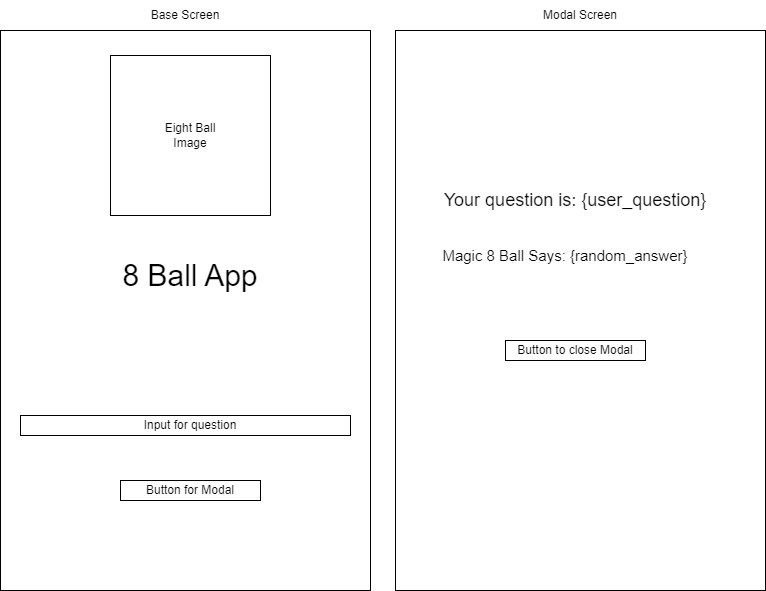 Base Screen
Eight Ball
Image
8 Ball App
Input for question
Button for Modal
Modal Screen
Your question is: {user_question}
Magic 8 Ball Says: {random_answer}
Button to close Modal